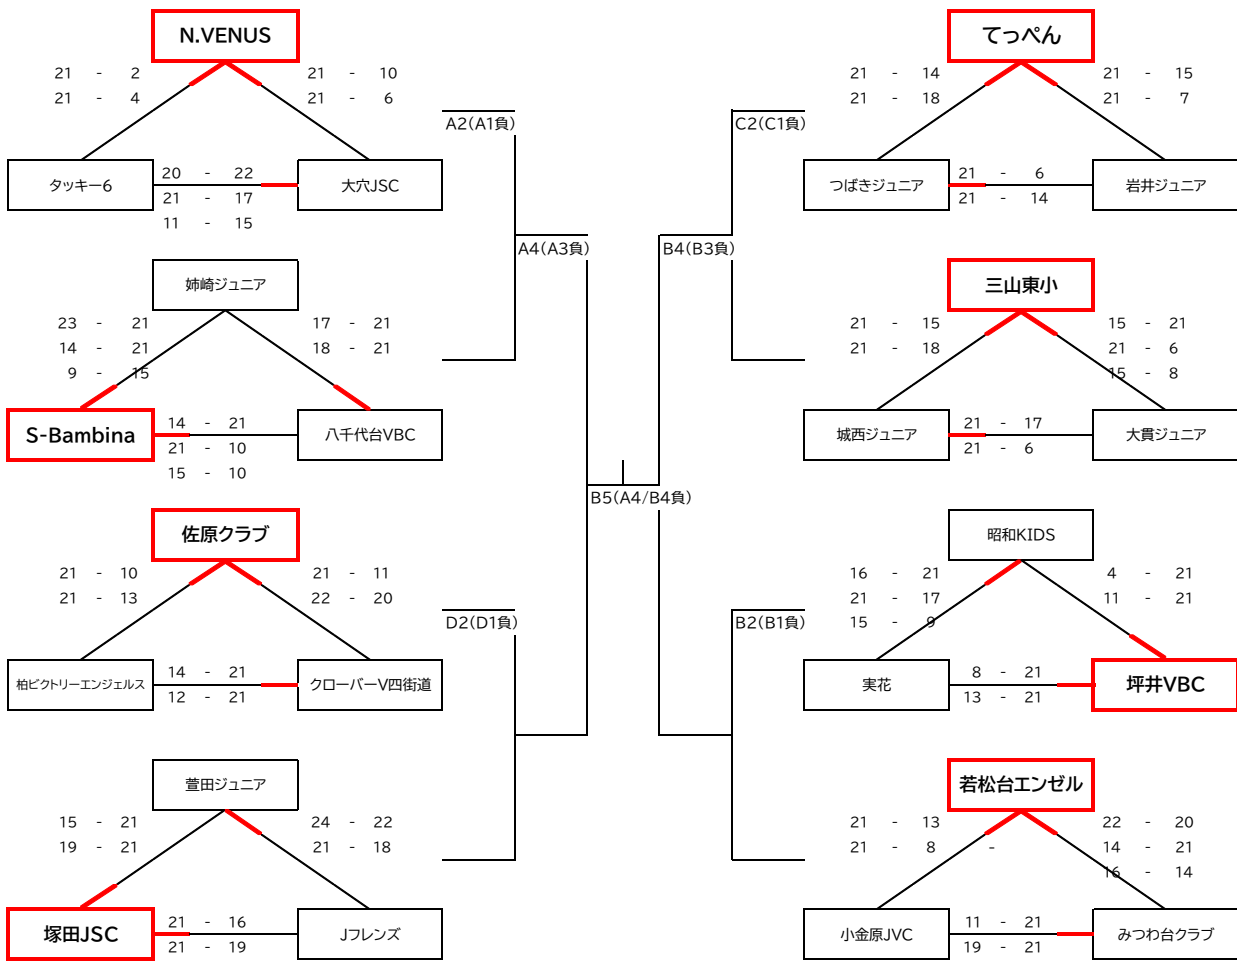 N.VENUS
21 - 2
21 - 4
21 - 10
21 - 6
タッキー6
20 - 22
21 - 17
11 - 15
大穴JSC
A2(A1負)
A4(A3負)
姉崎ジュニア
23 - 21
14 - 21
9 - 15
17 - 21
18 - 21
S-Bambina
14 - 21
21 - 10
15 - 10
八千代台VBC
佐原クラブ
21 - 10
21 - 13
21 - 11
22 - 20
柏ビクトリーエンジェルス
14 - 21
12 - 21
クローバーV四街道
D2(D1負)
萱田ジュニア
15 - 21
19 - 21
24 - 22
21 - 18
塚田JSC
21 - 16
21 - 19
Jフレンズ
B5(A4/B4負)
てっぺん
21 - 14
21 - 18
21 - 15
21 - 7
C2(C1負)
つばきジュニア
21 - 6
21 - 14
岩井ジュニア
B4(B3負)
三山東小
21 - 15
21 - 18
15 - 21
21 - 6
15 - 8
城西ジュニア
21 - 17
21 - 6
大貫ジュニア
昭和KIDS
16 - 21
21 - 17
15 - 9
4 - 21
11 - 21
B2(B1負)
実花
8 - 21
13 - 21
坪井VBC
若松台エンゼル
21 - 13
21 - 8
-
22 - 20
14 - 21
16 - 14
小金原JVC
11 - 21
19 - 21
みつわ台クラブ